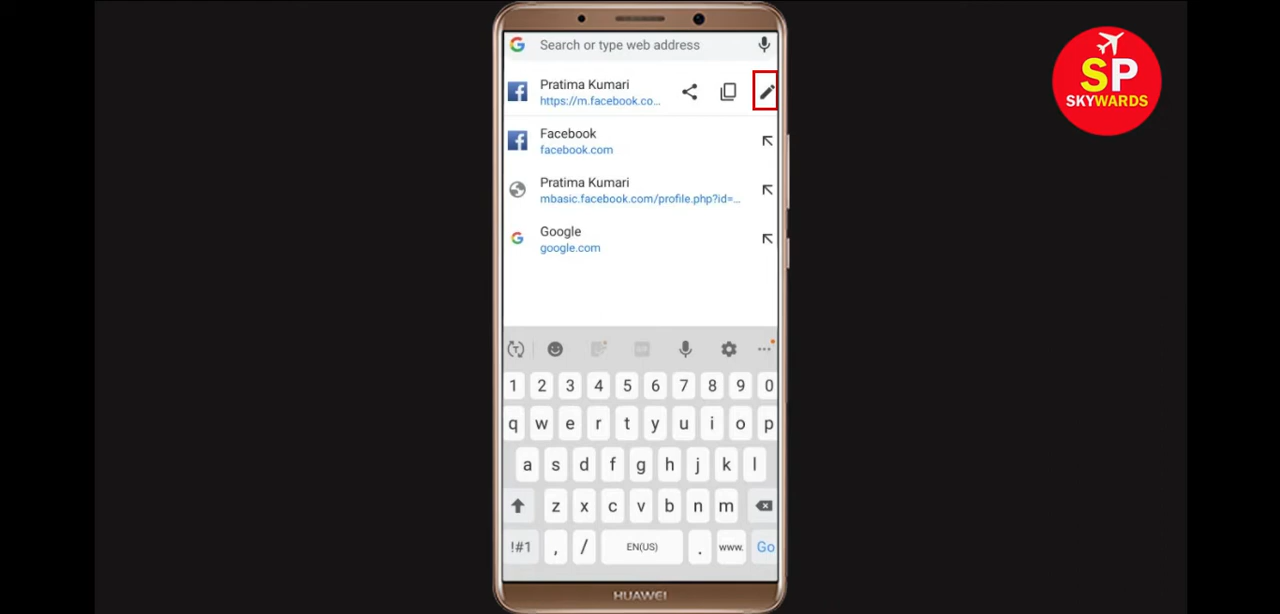 Search or type web address
SP
SKYWARDS
Pratima Kumari
https://m.facebook.co...
Facebook
facebook.com
Pratima Kumari
mbasic.facebook.com/profile.php?id=...
Google
google.com
1 2 3 4 5 6 7 8 9 0
q w e r t y u i o p
a s d f g h j k l
z x c v b n m
!#1 , / EN(US) . www. Go
HUAWEI